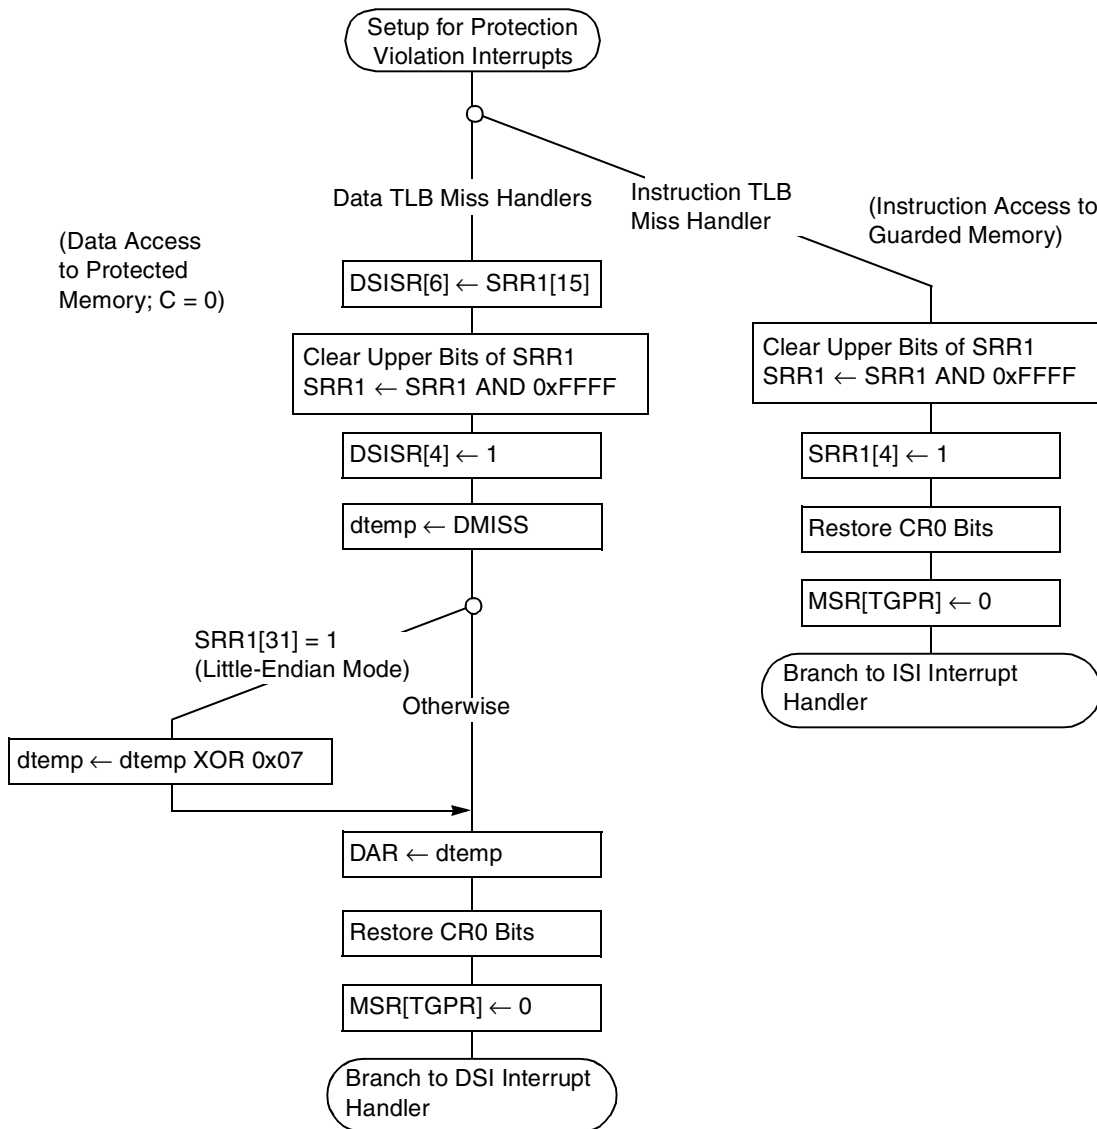 Setup for Protection
Violation Interrupts
Data TLB Miss Handlers
Instruction TLB
Miss Handler
(Instruction Access to
Guarded Memory)
(Data Access
to Protected
Memory; C = 0)
DSISR[6] ← SRR1[15]
Clear Upper Bits of SRR1
SRR1 ← SRR1 AND 0xFFFF
DSISR[4] ← 1
dtemp ← DMISS
Clear Upper Bits of SRR1
SRR1 ← SRR1 AND 0xFFFF
SRR1[4] ← 1
Restore CR0 Bits
MSR[TGPR] ← 0
Branch to ISI Interrupt
Handler
SRR1[31] = 1
(Little-Endian Mode)
Otherwise
dtemp ← dtemp XOR 0x07
DAR ← dtemp
Restore CR0 Bits
MSR[TGPR] ← 0
Branch to DSI Interrupt
Handler